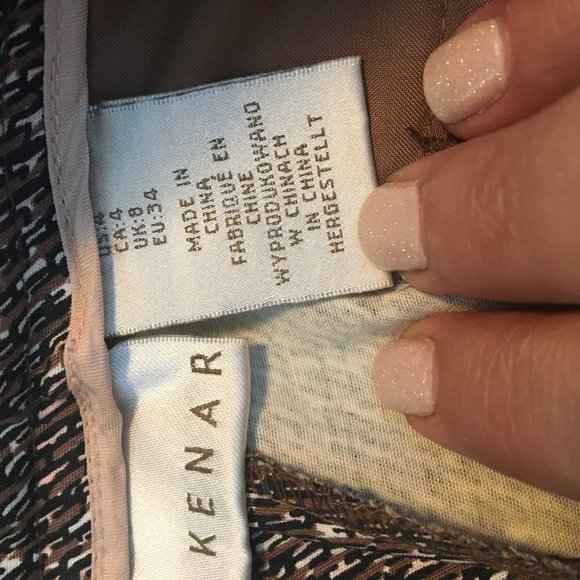 US:4
CA:4
UK:8
EU:34
MADE IN
CHINA
FABRIQUÉ EN
CHINE
WYPRODUKOWANO
W CHINACH
IN CHINA
HERGESTELLT
KENAR